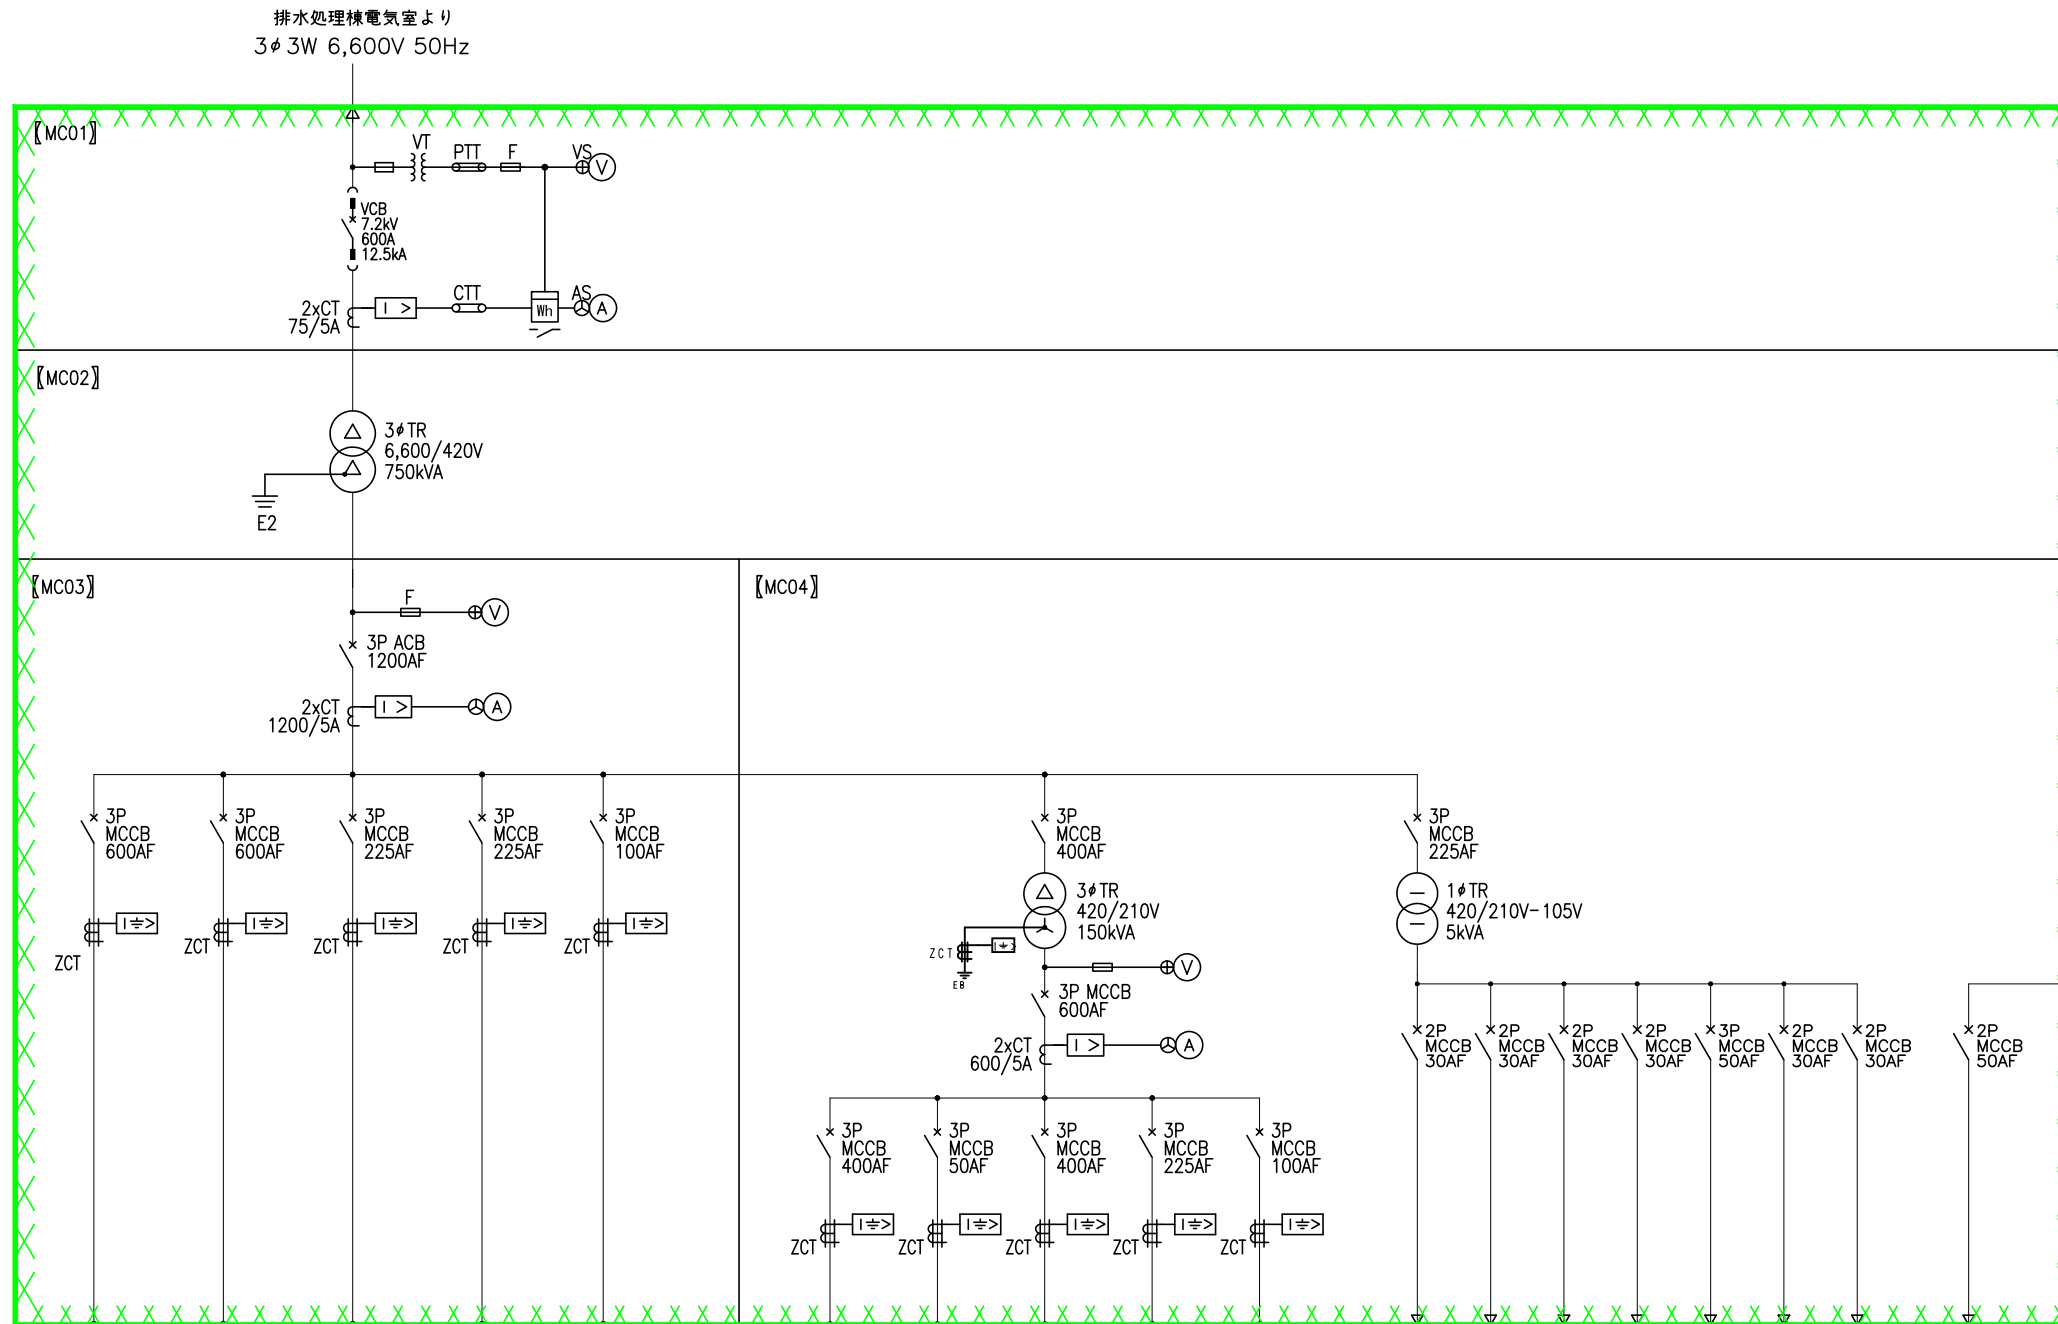 排水処理棟電気室より
3φ3W 6,600V 50Hz
【MC01】
VT
PTT
F
VS
V
VCB
7.2kV
600A
12.5kA
2xCT
75/5A
I >
CTT
Wh
AS
A
【MC02】
3φTR
6,600/420V
750kVA
E2
【MC03】
F
V
3P ACB
1200AF
2xCT
1200/5A
I >
A
3P
MCCB
600AF
3P
MCCB
600AF
3P
MCCB
225AF
3P
MCCB
225AF
3P
MCCB
100AF
ZCT
I >
ZCT
I >
ZCT
I >
ZCT
I >
ZCT
I >
【MC04】
3P
MCCB
400AF
3φTR
420/210V
150kVA
ZCT
I >
EB
V
3P MCCB
600AF
2xCT
600/5A
I >
A
3P
MCCB
400AF
3P
MCCB
50AF
3P
MCCB
400AF
3P
MCCB
225AF
3P
MCCB
100AF
ZCT
I >
ZCT
I >
ZCT
I >
ZCT
I >
ZCT
I >
3P
MCCB
225AF
1φTR
420/210V-105V
5kVA
2P
MCCB
30AF
2P
MCCB
30AF
2P
MCCB
30AF
2P
MCCB
30AF
3P
MCCB
50AF
2P
MCCB
30AF
2P
MCCB
30AF
2P
MCCB
50AF